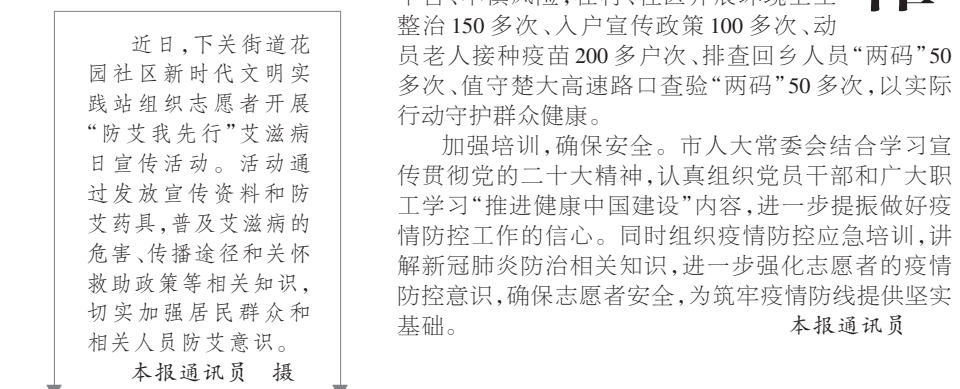 近日，下关街道花
园社区新时代文明实
践站组织志愿者开展
“防艾我先行”艾滋病
日宣传活动。活动通
过发放宣传资料和防
艾药具，普及艾滋病的
危害、传播途径和关怀
救助政策等相关知识，
切实加强居民群众和
相关人员防艾意识。
本报通讯员 摄
整治150多次、入户宣传政策100多次、动
员老人接种疫苗200多户次、排查回乡人员“两码”50
多次、值守楚大高速路口查验“两码”50多次，以实际
行动守护群众健康。
加强培训，确保安全。市人大常委会结合学习宣
传贯彻党的二十大精神，认真组织党员干部和广大职
工学习“推进健康中国建设”内容，进一步提振做好疫
情防控工作的信心。同时组织疫情防控应急培训，讲
解新冠肺炎防治相关知识，进一步强化志愿者的疫情
防控意识，确保志愿者安全，为筑牢疫情防线提供坚实
基础。 本报通讯员